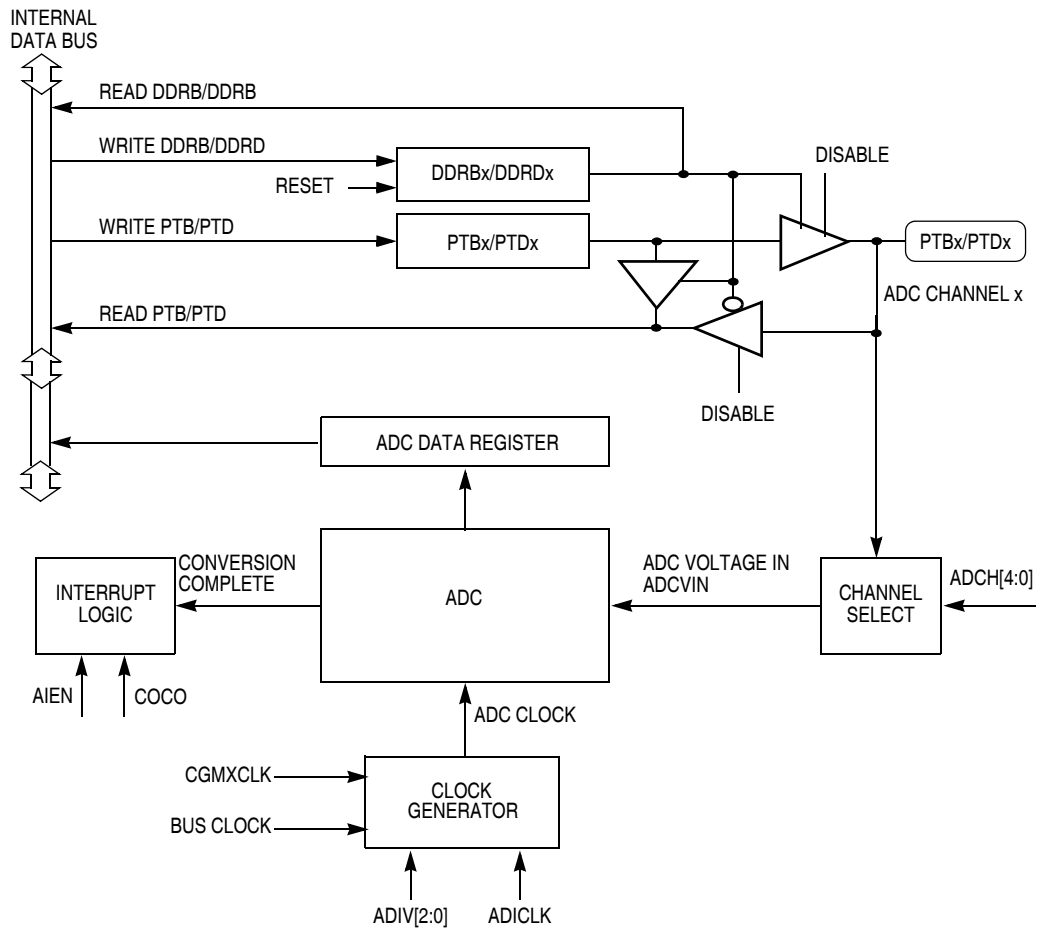 INTERNAL
DATA BUS
READ DDRB/DDRB
WRITE DDRB/DDRD
DISABLE
DDRBx/DDRDx
RESET
WRITE PTB/PTD
PTBx/PTDx
PTBx/PTDx
ADC CHANNEL x
READ PTB/PTD
DISABLE
ADC DATA REGISTER
CONVERSION
COMPLETE
ADC VOLTAGE IN
ADCVIN
INTERRUPT
LOGIC
ADC
CHANNEL
SELECT
ADCH[4:0]
AIEN
COCO
ADC CLOCK
CGMXCLK
CLOCK
GENERATOR
BUS CLOCK
ADIV[2:0]
ADICLK